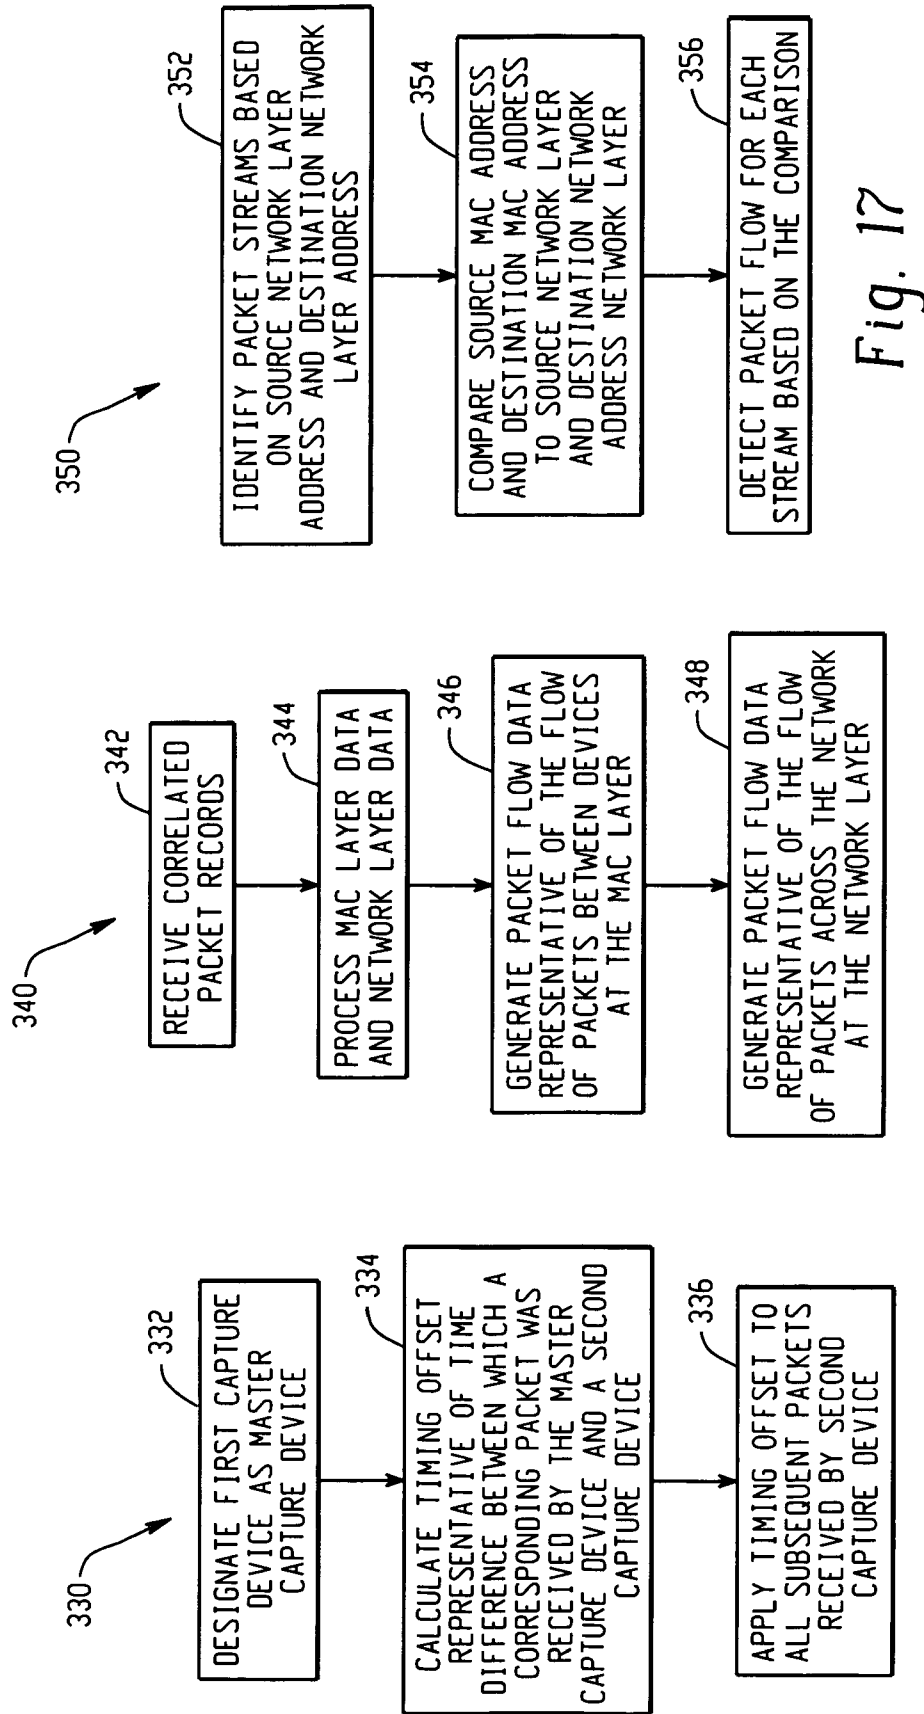 330
332
DESIGNATE FIRST CAPTURE
DEVICE AS MASTER
CAPTURE DEVICE
334
CALCULATE TIMING OFFSET
REPRESENTATIVE OF TIME
DIFFERENCE BETWEEN WHICH A
CORRESPONDING PACKET WAS
RECEIVED BY THE MASTER
CAPTURE DEVICE AND A SECOND
CAPTURE DEVICE
336
APPLY TIMING OFFSET TO
ALL SUBSEQUENT PACKETS
RECEIVED BY SECOND
CAPTURE DEVICE
340
342
RECEIVE CORRELATED
PACKET RECORDS
344
PROCESS MAC LAYER DATA
AND NETWORK LAYER DATA
346
GENERATE PACKET FLOW DATA
REPRESENTATIVE OF THE FLOW
OF PACKETS BETWEEN DEVICES
AT THE MAC LAYER
348
GENERATE PACKET FLOW DATA
REPRESENTATIVE OF THE FLOW
OF PACKETS ACROSS THE NETWORK
AT THE NETWORK LAYER
350
352
IDENTIFY PACKET STREAMS BASED
ON SOURCE NETWORK LAYER
ADDRESS AND DESTINATION NETWORK
LAYER ADDRESS
354
COMPARE SOURCE MAC ADDRESS
AND DESTINATION MAC ADDRESS
TO SOURCE NETWORK LAYER
AND DESTINATION NETWORK
ADDRESS NETWORK LAYER
356
DETECT PACKET FLOW FOR EACH
STREAM BASED ON THE COMPARISON
Fig. 17